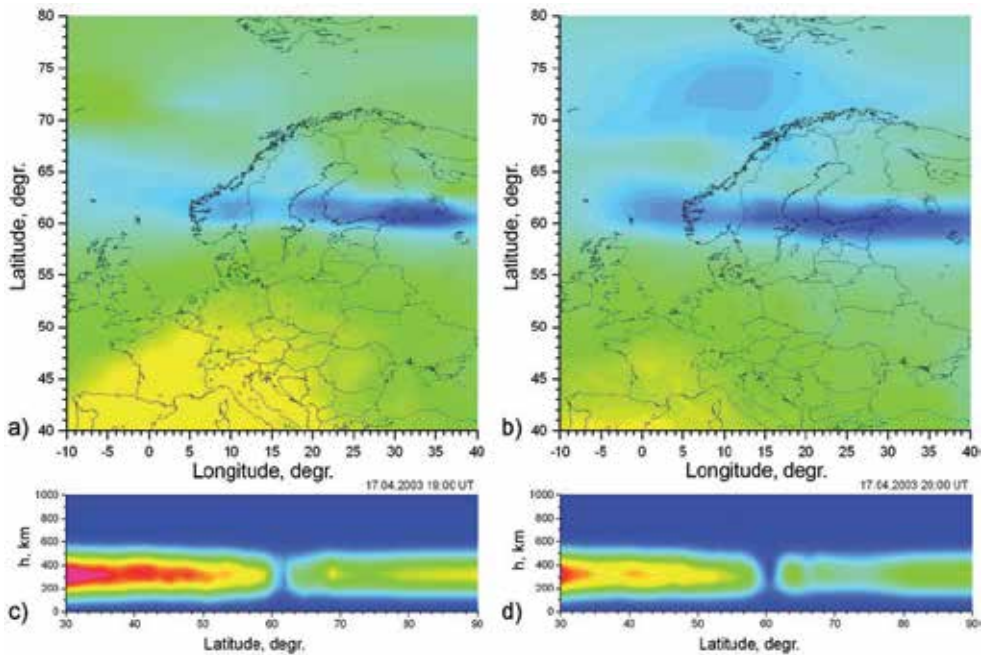 80 75 70 65 60 55 50 45 40
Latitude, degr.
a)
-10 -5 0 5 10 15 20 25 30 35 40
Longitude, degr.
80 75 70 65 60 55 50 45 40
Latitude, degr.
b)
-10 -5 0 5 10 15 20 25 30 35 40
Longitude, degr.
17.04.2003 19:00 UT
1000 800 600 400 200 0
h, km
c)
30 40 50 60 70 80 90
Latitude, degr.
17.04.2003 20:00 UT
1000 800 600 400 200 0
h, km
d)
30 40 50 60 70 80 90
Latitude, degr.